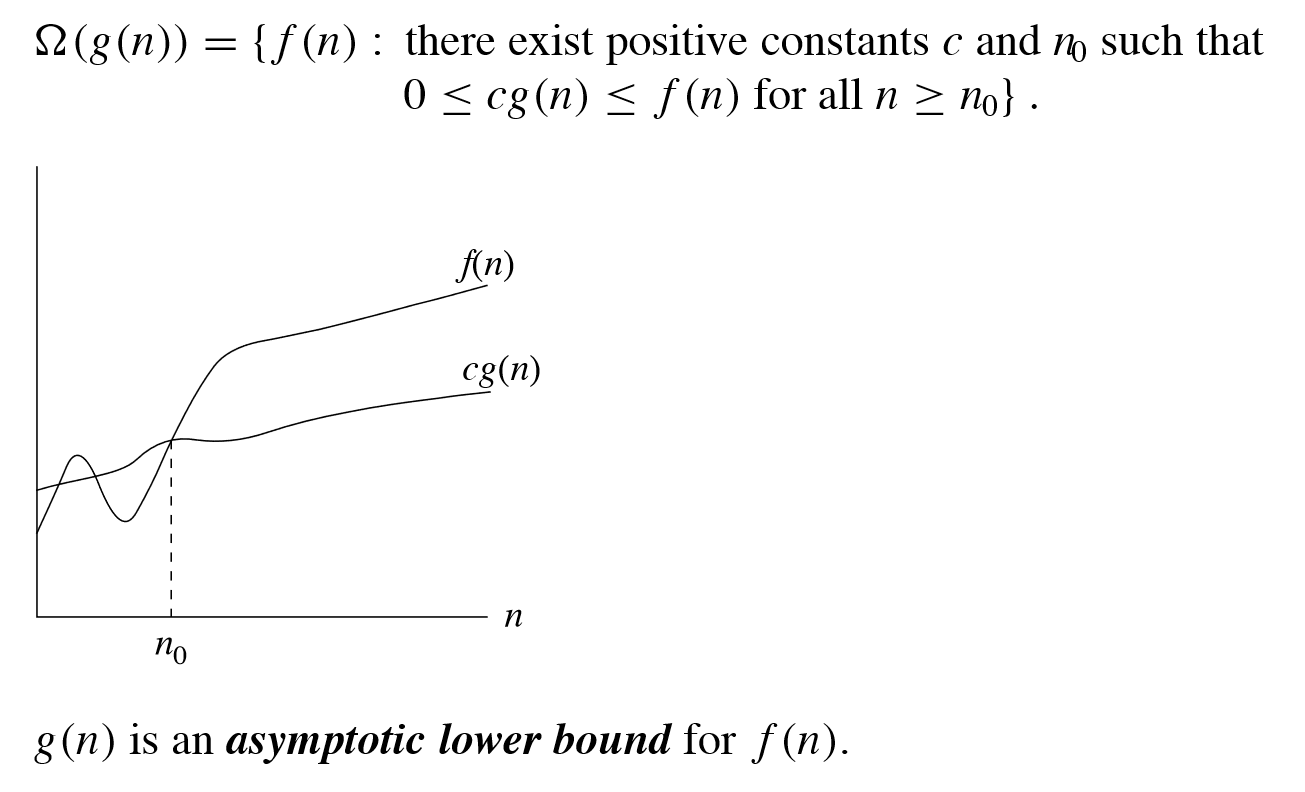 Ω(g(n)) = {f(n) : there exist positive constants c and n₀ such that
0 ≤ cg(n) ≤ f(n) for all n ≥ n₀} .
f(n)
cg(n)
n
n₀
g(n) is an asymptotic lower bound for f(n).